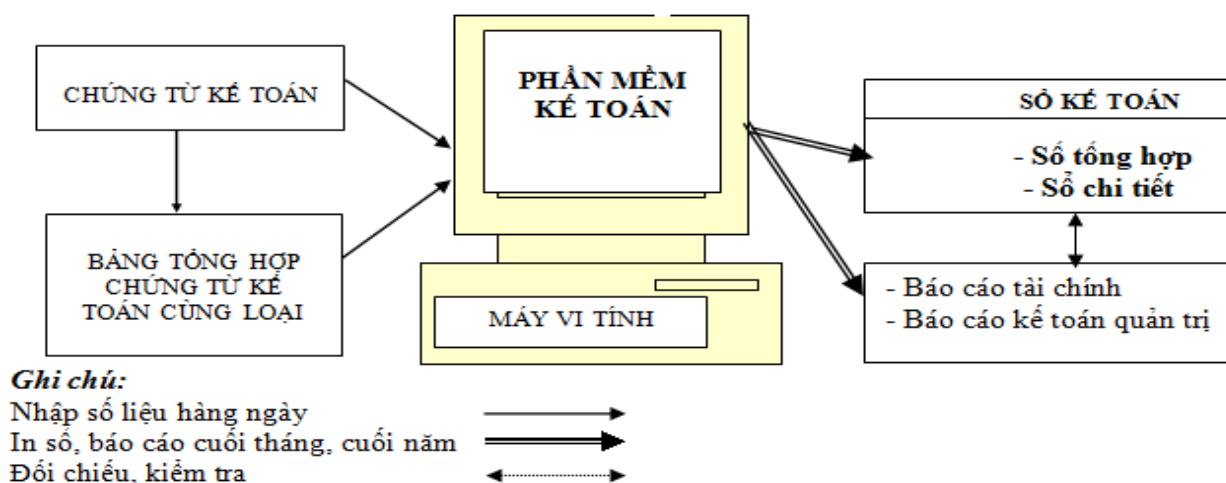 CHỨNG TỪ KẾ TOÁN
BẢNG TỔNG HỢP
CHỨNG TỪ KẾ
TOÁN CÙNG LOẠI
PHẦN MỀM
KẾ TOÁN
MÁY VI TÍNH
SỔ KẾ TOÁN
- Số tổng hợp
- Sổ chi tiết
- Báo cáo tài chính
- Báo cáo kế toán quản trị
Ghi chú:
Nhập số liệu hàng ngày
In sổ, báo cáo cuối tháng, cuối năm
Đối chiếu, kiểm tra